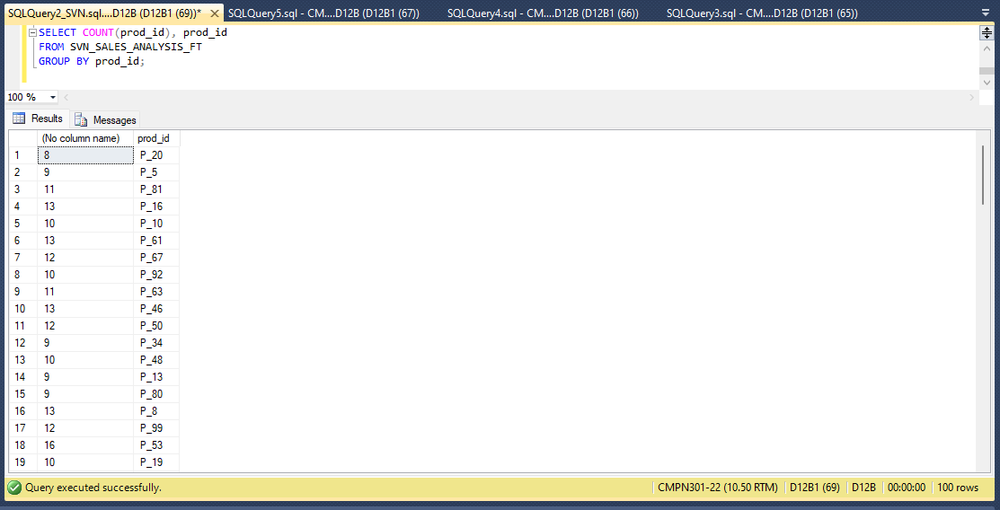 SQLQuery2_SVN.sql....D12B (D12B1 (69))* SQLQuery5.sql - CM....D12B (D12B1 (67)) SQLQuery4.sql - CM....D12B (D12B1 (66)) SQLQuery3.sql - CM....D12B (D12B1 (65))
SELECT COUNT(prod_id), prod_id
FROM SVN_SALES_ANALYSIS_FT
GROUP BY prod_id;
100 %
Results Messages
(No column name) prod_id
1 8 P_20
2 9 P_5
3 11 P_81
4 13 P_16
5 10 P_10
6 13 P_61
7 12 P_67
8 10 P_92
9 11 P_63
10 13 P_46
11 12 P_50
12 9 P_34
13 10 P_48
14 9 P_13
15 9 P_80
16 13 P_8
17 12 P_99
18 16 P_53
19 10 P_19
Query executed successfully. CMPN301-22 (10.50 RTM) D12B1 (69) D12B 00:00:00 100 rows